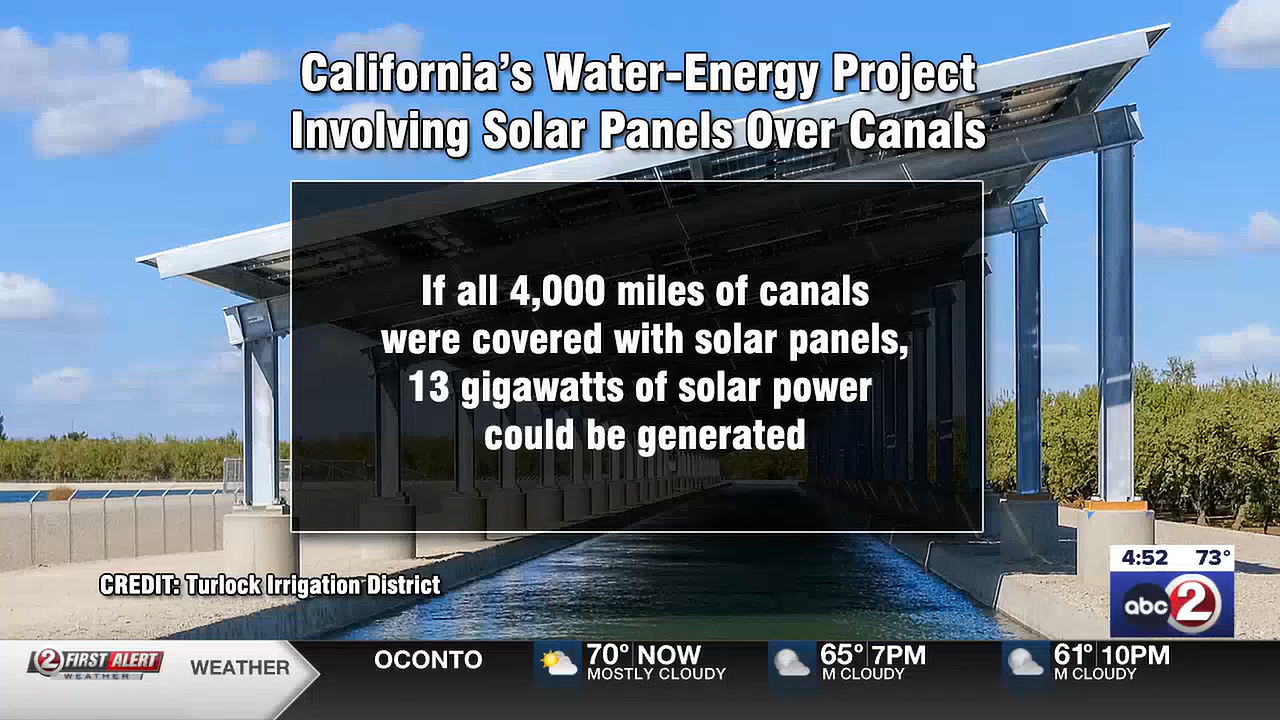 California's Water-Energy Project
Involving Solar Panels Over Canals
If all 4,000 miles of canals
were covered with solar panels,
13 gigawatts of solar power
could be generated
CREDIT: Turlock Irrigation District
4:52 73°
abc 2
2 FIRST ALERT
WEATHER
WEATHER
OCONTO
70° NOW
MOSTLY CLOUDY
65° 7PM
M CLOUDY
61° 10PM
M CLOUDY